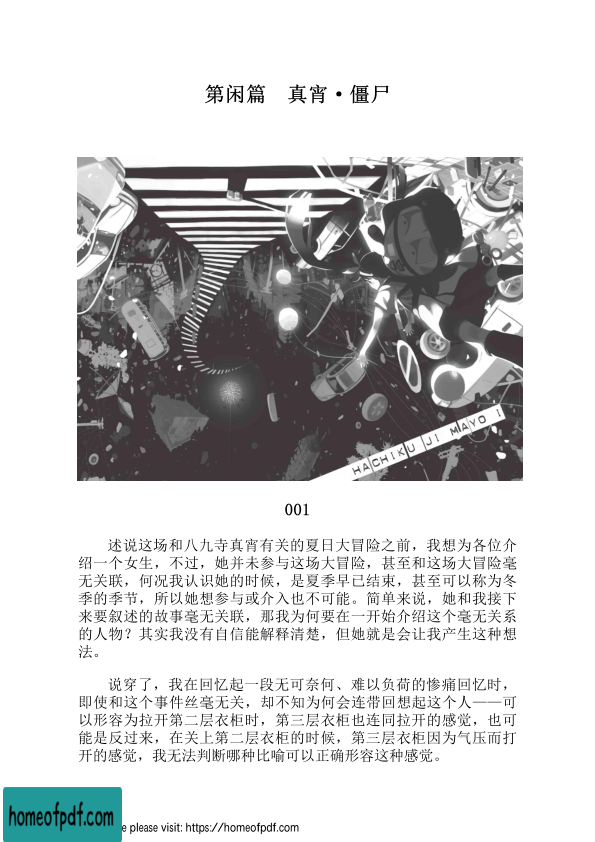 第闲篇　真宵·僵尸
HACHIKUJI MAYOI
001
述说这场和八九寺真宵有关的夏日大冒险之前，我想为各位介
绍一个女生，不过，她并未参与这场大冒险，甚至和这场大冒险毫
无关联，何况我认识她的时候，是夏季早已结束，甚至可以称为冬
季的季节，所以她想参与或介入也不可能。简单来说，她和我接下
来要叙述的故事毫无关联，那我为何要在一开始介绍这个毫无关系
的人物？其实我没有自信能解释清楚，但她就是会让我产生这种想
法。
说穿了，我在回忆起一段无可奈何、难以负荷的惨痛回忆时，
即使和这个事件丝毫无关，却不知为何会连带回想起这个人——可
以形容为拉开第二层衣柜时，第三层衣柜也连同拉开的感觉，也可
能是反过来，在关上第二层衣柜的时候，第三层衣柜因为气压而打
开的感觉，我无法判断哪种比喻可以正确形容这种感觉。
homeofpdf.com
e please visit: https://homeofpdf.com